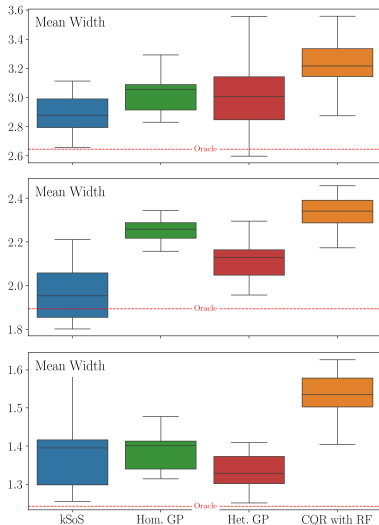 3.6
Mean Width
3.4
3.2
3.0
2.8
Oracle
2.6
Mean Width
2.4
2.2
2.0
Oracle
1.8
Mean Width
1.6
1.5
1.4
1.3
Oracle
kSoS Hom. GP Het. GP CQR with RF